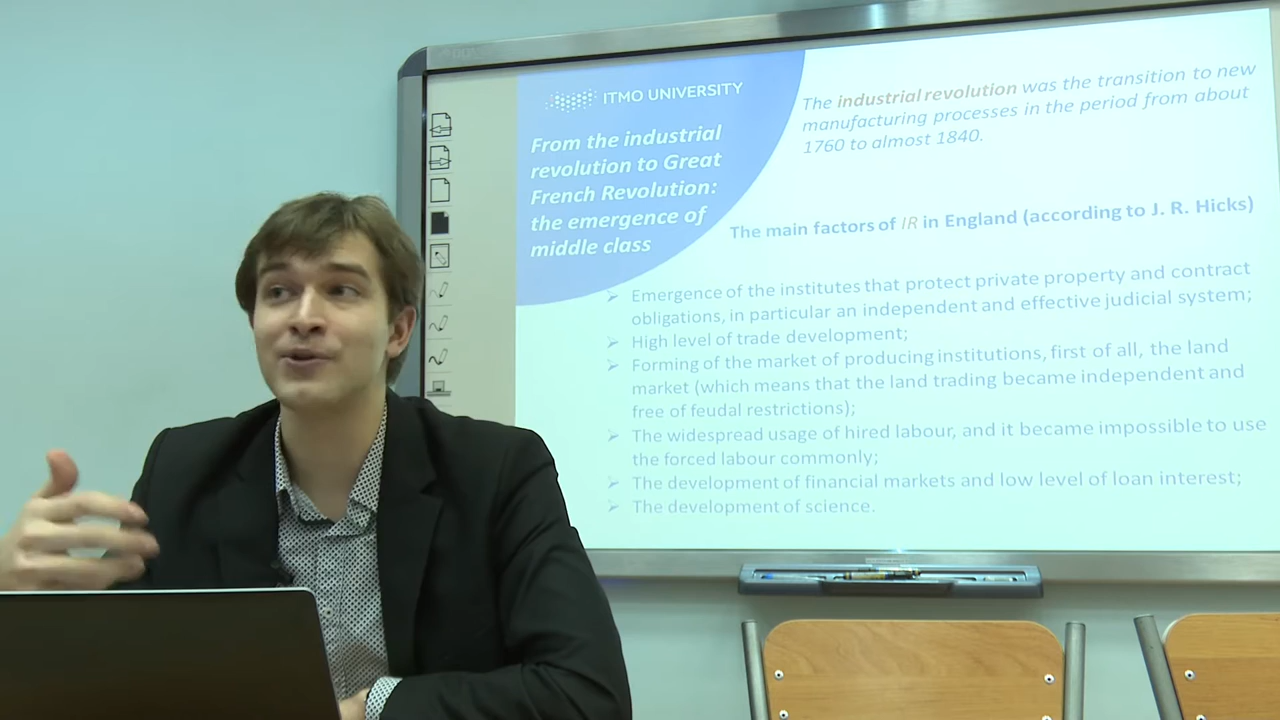 ITMO UNIVERSITY
From the industrial
revolution to Great
French Revolution:
the emergence of
middle class
The industrial revolution was the transition to new
manufacturing processes in the period from about
1760 to almost 1840.
The main factors of IR in England (according to J. R. Hicks)
➢ Emergence of the institutes that protect private property and contract
obligations, in particular an independent and effective judicial system;
➢ High level of trade development;
➢ Forming of the market of producing institutions, first of all, the land
market (which means that the land trading became independent and
free of feudal restrictions);
➢ The widespread usage of hired labour, and it became impossible to use
the forced labour commonly;
➢ The development of financial markets and low level of loan interest;
➢ The development of science.